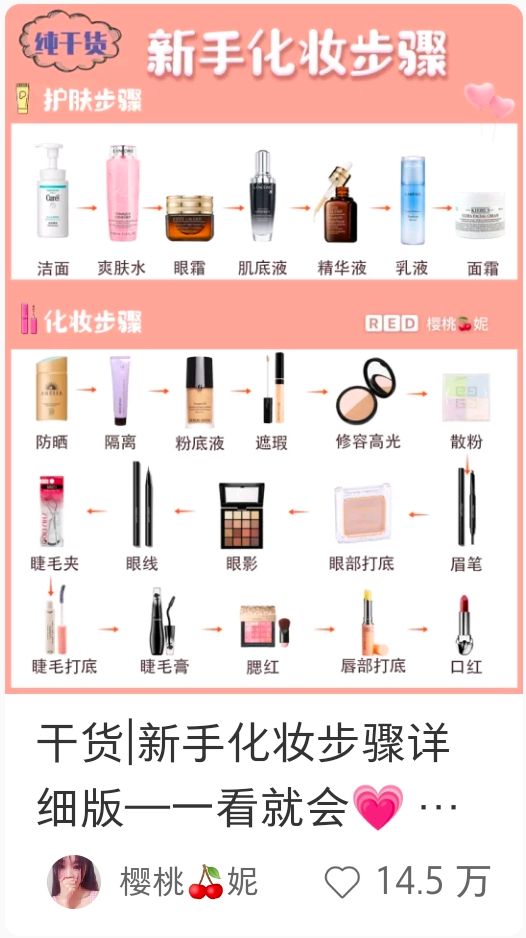 纯干货
新手化妆步骤
护肤步骤
洁面 爽肤水 眼霜 肌底液 精华液 乳液 面霜
化妆步骤
RED 樱桃🍒妮
防晒 隔离 粉底液 遮瑕 修容高光 散粉
睫毛夹 眼线 眼影 眼部打底 眉笔
睫毛打底 睫毛膏 腮红 唇部打底 口红
干货|新手化妆步骤详
细版—一看就会💗 …
樱桃🍒妮 14.5 万